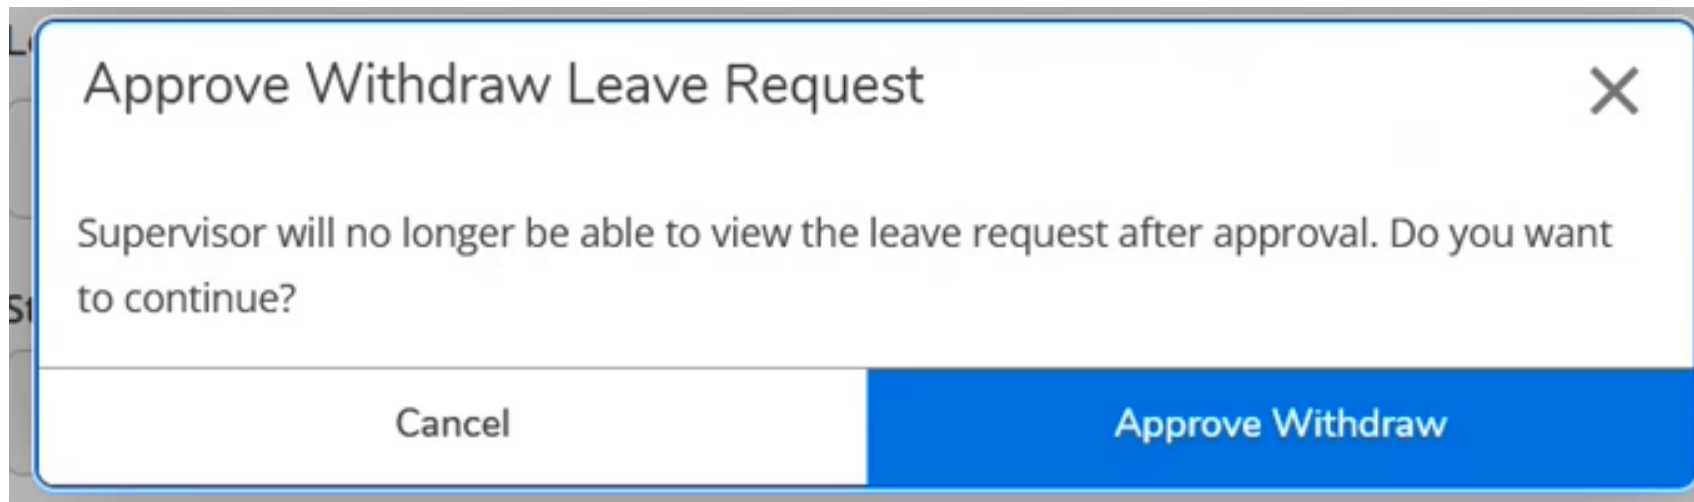 Approve Withdraw Leave Request
Supervisor will no longer be able to view the leave request after approval. Do you want
to continue?
Cancel
Approve Withdraw